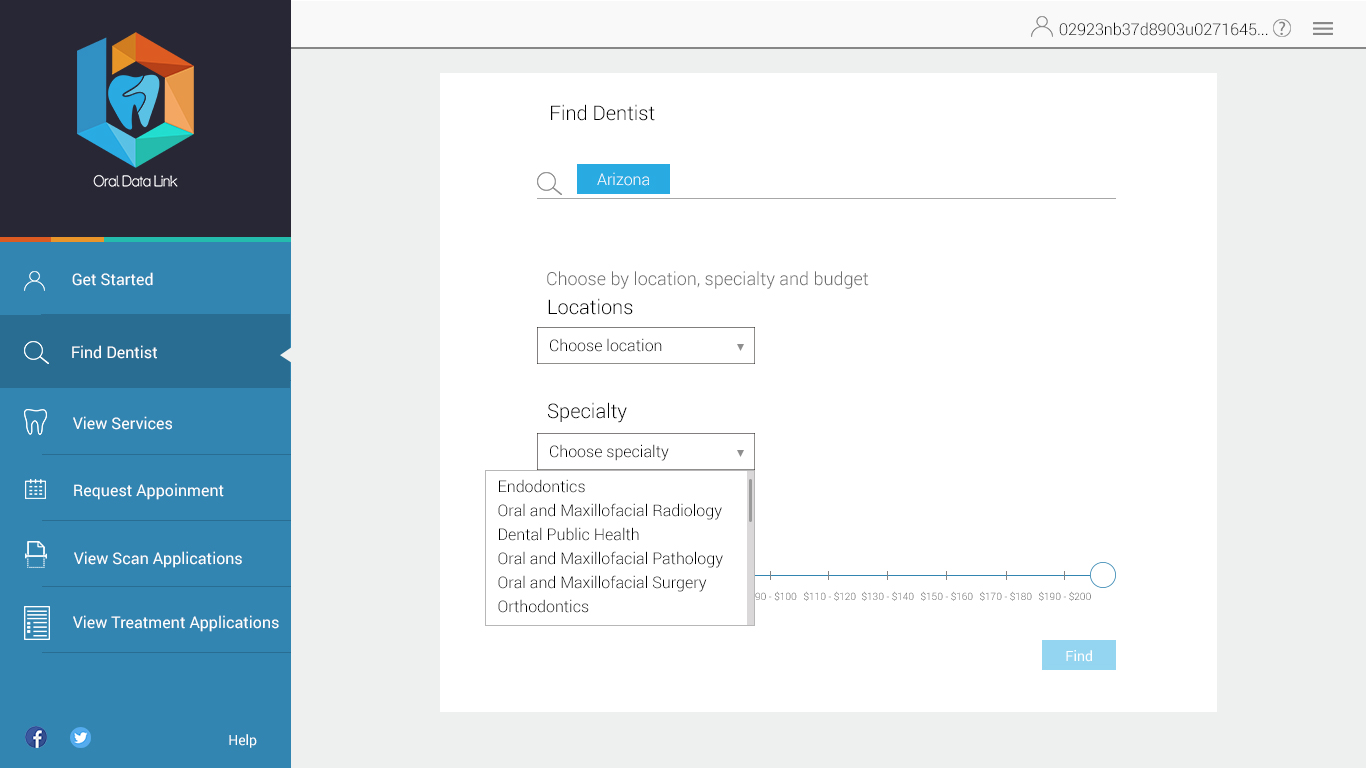 Oral Data Link
Get Started
Find Dentist
View Services
Request Appoinment
View Scan Applications
View Treatment Applications
Help
02923nb37d8903u0271645...
?
Find Dentist
Arizona
Choose by location, specialty and budget
Locations
Choose location
Specialty
Choose specialty
Endodontics
Oral and Maxillofacial Radiology
Dental Public Health
Oral and Maxillofacial Pathology
Oral and Maxillofacial Surgery
Orthodontics
90 - $100 $110 - $120 $130 - $140 $150 - $160 $170 - $180 $190 - $200
Find